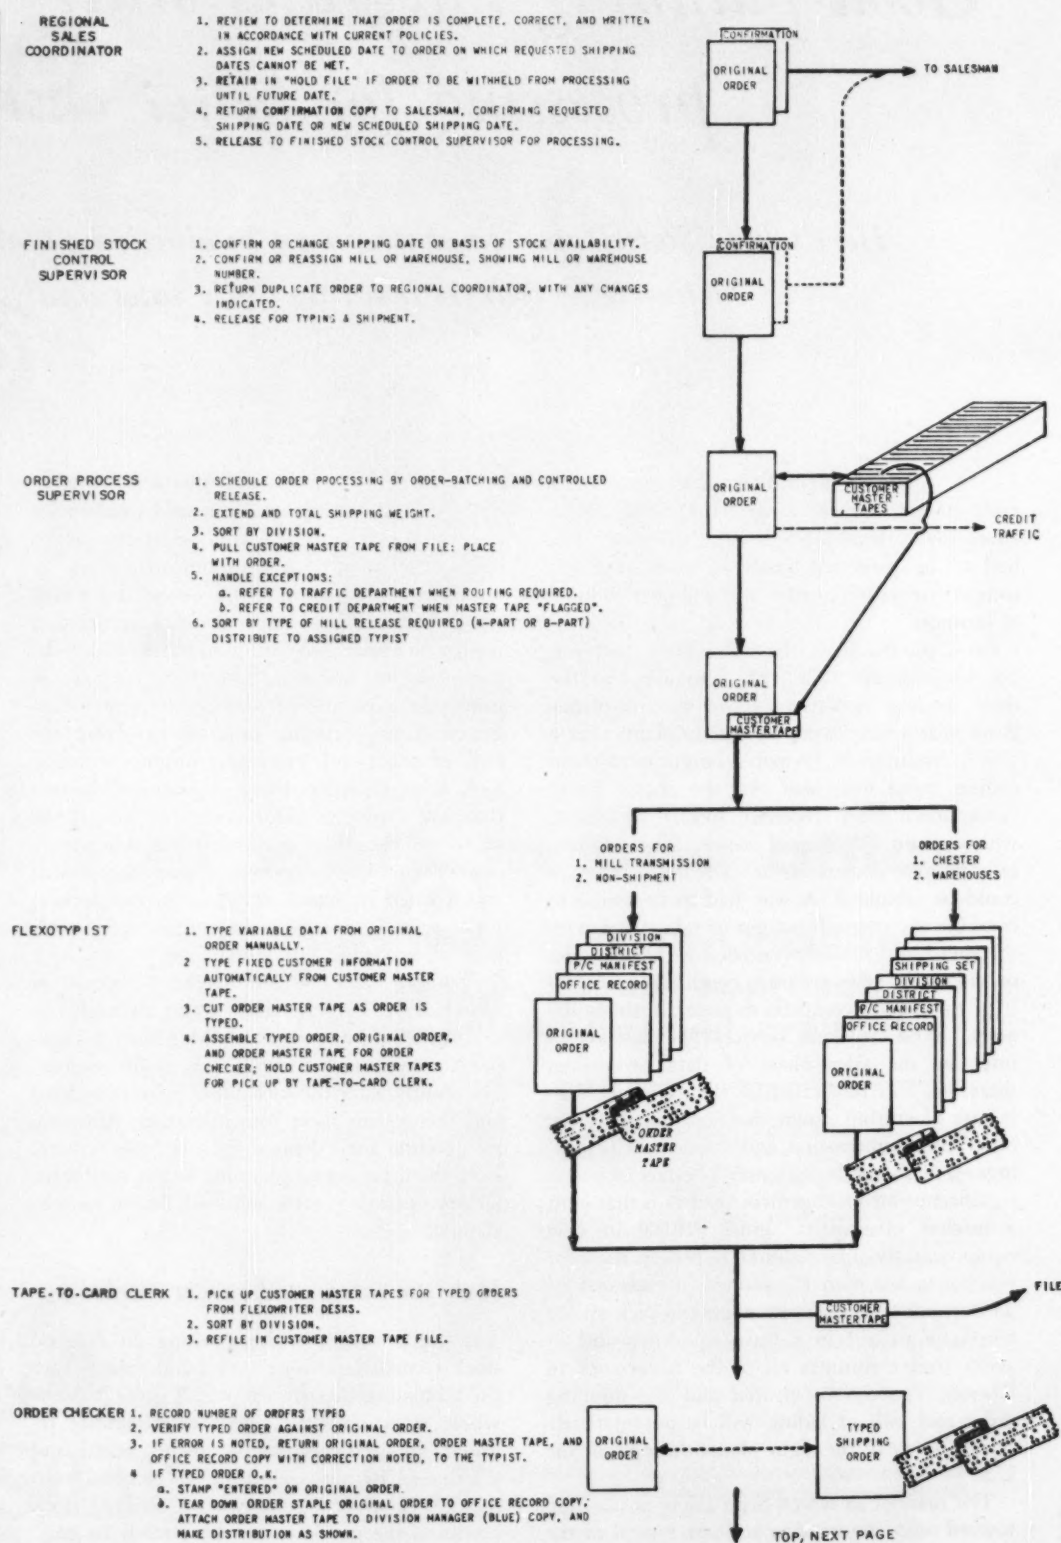 REGIONAL
SALES
COORDINATOR
1. REVIEW TO DETERMINE THAT ORDER IS COMPLETE, CORRECT, AND WRITTEN
IN ACCORDANCE WITH CURRENT POLICIES.
2. ASSIGN NEW SCHEDULED DATE TO ORDER ON WHICH REQUESTED SHIPPING
DATES CANNOT BE MET.
3. RETAIN IN "HOLD FILE" IF ORDER TO BE WITHHELD FROM PROCESSING
UNTIL FUTURE DATE.
4. RETURN CONFIRMATION COPY TO SALESMAN, CONFIRMING REQUESTED
SHIPPING DATE OR NEW SCHEDULED SHIPPING DATE.
5. RELEASE TO FINISHED STOCK CONTROL SUPERVISOR FOR PROCESSING.
CONFIRMATION
ORIGINAL
ORDER
TO SALESMAN
FINISHED STOCK
CONTROL
SUPERVISOR
1. CONFIRM OR CHANGE SHIPPING DATE ON BASIS OF STOCK AVAILABILITY.
2. CONFIRM OR REASSIGN MILL OR WAREHOUSE, SHOWING MILL OR WAREHOUSE
NUMBER.
3. RETURN DUPLICATE ORDER TO REGIONAL COORDINATOR, WITH ANY CHANGES
INDICATED.
4. RELEASE FOR TYPING & SHIPMENT.
CONFIRMATION
ORIGINAL
ORDER
ORDER PROCESS
SUPERVISOR
1. SCHEDULE ORDER PROCESSING BY ORDER-BATCHING AND CONTROLLED
RELEASE.
2. EXTEND AND TOTAL SHIPPING WEIGHT.
3. SORT BY DIVISION.
4. PULL CUSTOMER MASTER TAPE FROM FILE; PLACE
WITH ORDER.
5. HANDLE EXCEPTIONS:
a. REFER TO TRAFFIC DEPARTMENT WHEN ROUTING REQUIRED.
b. REFER TO CREDIT DEPARTMENT WHEN MASTER TAPE "FLAGGED".
6. SORT BY TYPE OF MILL RELEASE REQUIRED (4-PART OR 8-PART)
DISTRIBUTE TO ASSIGNED TYPIST
ORIGINAL
ORDER
CUSTOMER
MASTER
TAPES
CREDIT
TRAFFIC
ORIGINAL
ORDER
CUSTOMER
MASTERTAPE
ORDERS FOR
1. MILL TRANSMISSION
2. NON-SHIPMENT
ORDERS FOR
1. CHESTER
2. WAREHOUSES
FLEXOTYPIST
1. TYPE VARIABLE DATA FROM ORIGINAL
ORDER MANUALLY.
2 TYPE FIXED CUSTOMER INFORMATION
AUTOMATICALLY FROM CUSTOMER MASTER
TAPE.
3. CUT ORDER MASTER TAPE AS ORDER IS
TYPED.
4. ASSEMBLE TYPED ORDER, ORIGINAL ORDER,
AND ORDER MASTER TAPE FOR ORDER
CHECKER; HOLD CUSTOMER MASTER TAPES
FOR PICK UP BY TAPE-TO-CARD CLERK.
DIVISION
DISTRICT
P/C MANIFEST
OFFICE RECORD
ORIGINAL
ORDER
ORDER
MASTER
TAPE
SHIPPING SET
DIVISION
DISTRICT
P/C MANIFEST
OFFICE RECORD
ORIGINAL
ORDER
TAPE-TO-CARD CLERK
1. PICK UP CUSTOMER MASTER TAPES FOR TYPED ORDERS
FROM FLEXOWRITER DESKS.
2. SORT BY DIVISION.
3. REFILE IN CUSTOMER MASTER TAPE FILE.
CUSTOMER
MASTERTAPE
FILE
ORDER CHECKER
1. RECORD NUMBER OF ORDERS TYPED
2. VERIFY TYPED ORDER AGAINST ORIGINAL ORDER.
3. IF ERROR IS NOTED, RETURN ORIGINAL ORDER, ORDER MASTER TAPE, AND
OFFICE RECORD COPY WITH CORRECTION NOTED, TO THE TYPIST.
4 IF TYPED ORDER O.K.
a. STAMP "ENTERED" ON ORIGINAL ORDER.
b. TEAR DOWN ORDER STAPLE ORIGINAL ORDER TO OFFICE RECORD COPY,
ATTACH ORDER MASTER TAPE TO DIVISION MANAGER (BLUE) COPY, AND
MAKE DISTRIBUTION AS SHOWN.
ORIGINAL
ORDER
TYPED
SHIPPING
ORDER
TOP, NEXT PAGE